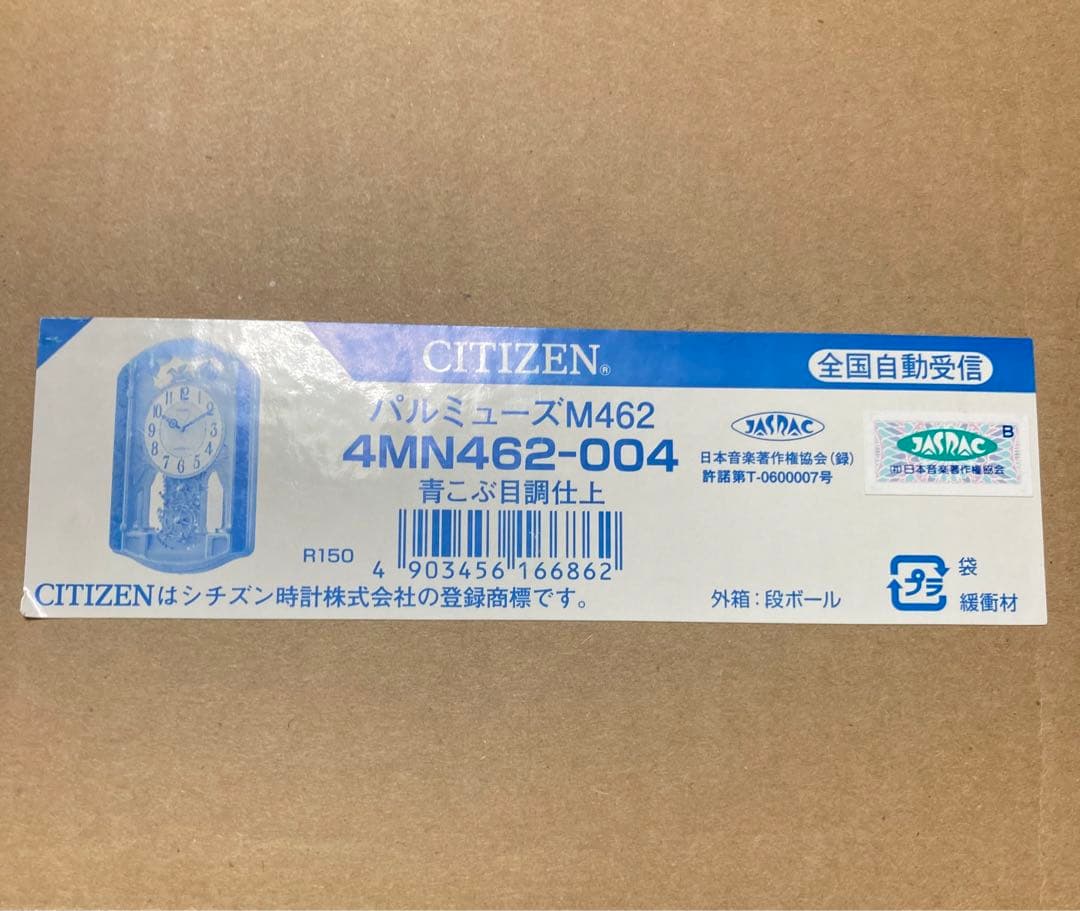 CITIZEN®
全国自動受信
パルミューズM462
4MN462-004
青こぶ目調仕上
JASRAC
日本音楽著作権協会(録)
許諾第T-0600007号
JASRAC B
(社)日本音楽著作権協会
R150
4 903456 166862
CITIZENはシチズン時計株式会社の登録商標です。
外箱:段ボール
プラ
袋
緩衝材